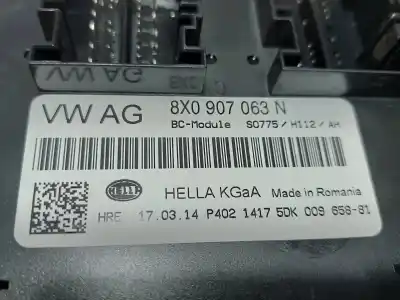 VW AG
VW AG 8X0 907 063 N
BC-Module S0775/H112/AH
HELLA
HELLA KGaA Made in Romania
HRE 17.03.14 P402 1417 5DK 009 659-81